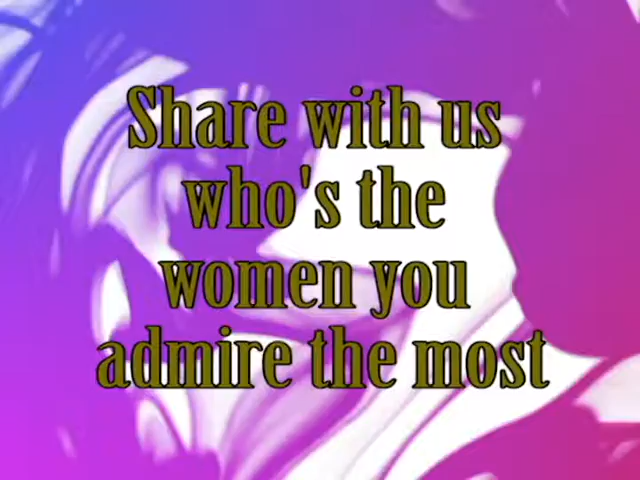 Share with us
who's the
women you
admire the most